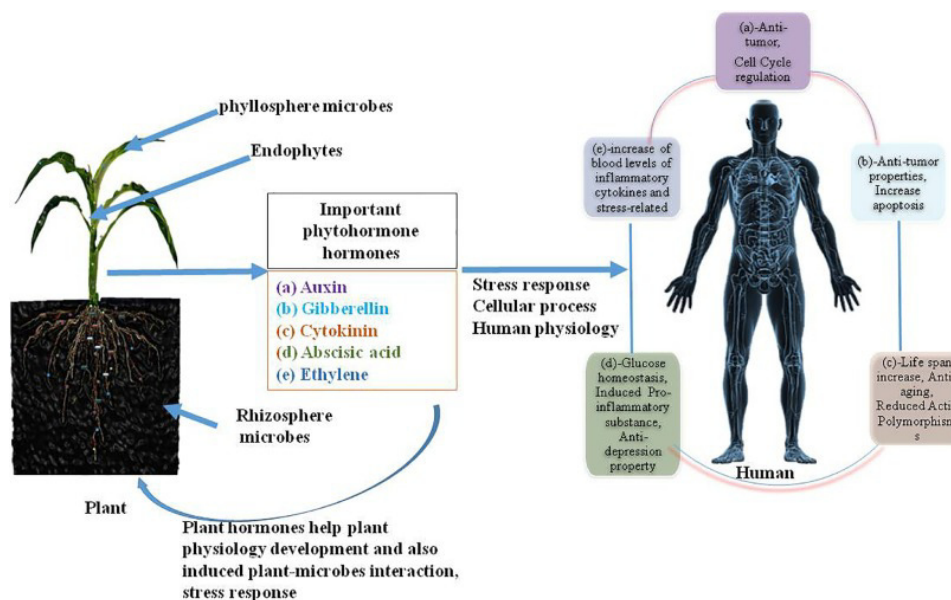 phyllosphere microbes
Endophytes
Important
phytohormone
hormones
(a) Auxin
(b) Gibberellin
(c) Cytokinin
(d) Abscisic acid
(e) Ethylene
Rhizosphere
microbes
Plant
Plant hormones help plant
physiology development and also
induced plant-microbes interaction,
stress response
Stress response
Cellular process
Human physiology
(a)-Anti-
tumor,
Cell Cycle
regulation
(e)-increase of
blood levels of
inflammatory
cytokines and
stress-related
(b)-Anti-tumor
properties,
Increase
apoptosis
(d)-Glucose
homeostasis,
Induced Pro-
inflammatory
substance,
Anti-
depression
property
(c)-Life span
increase, Anti
aging,
Reduced Acti
Polymorphism
s
Human